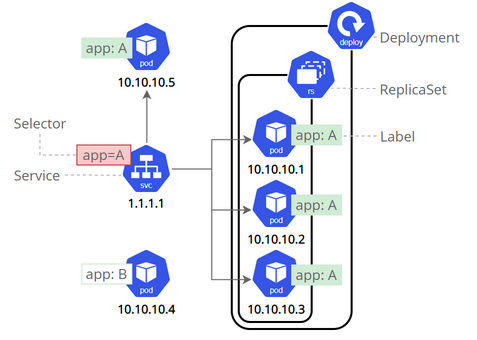 app: A
pod
10.10.10.5
deploy
Deployment
rs
ReplicaSet
Selector
app=A
Service
svc
1.1.1.1
pod
app: A
Label
10.10.10.1
pod
app: A
10.10.10.2
app: B
pod
10.10.10.4
pod
app: A
10.10.10.3